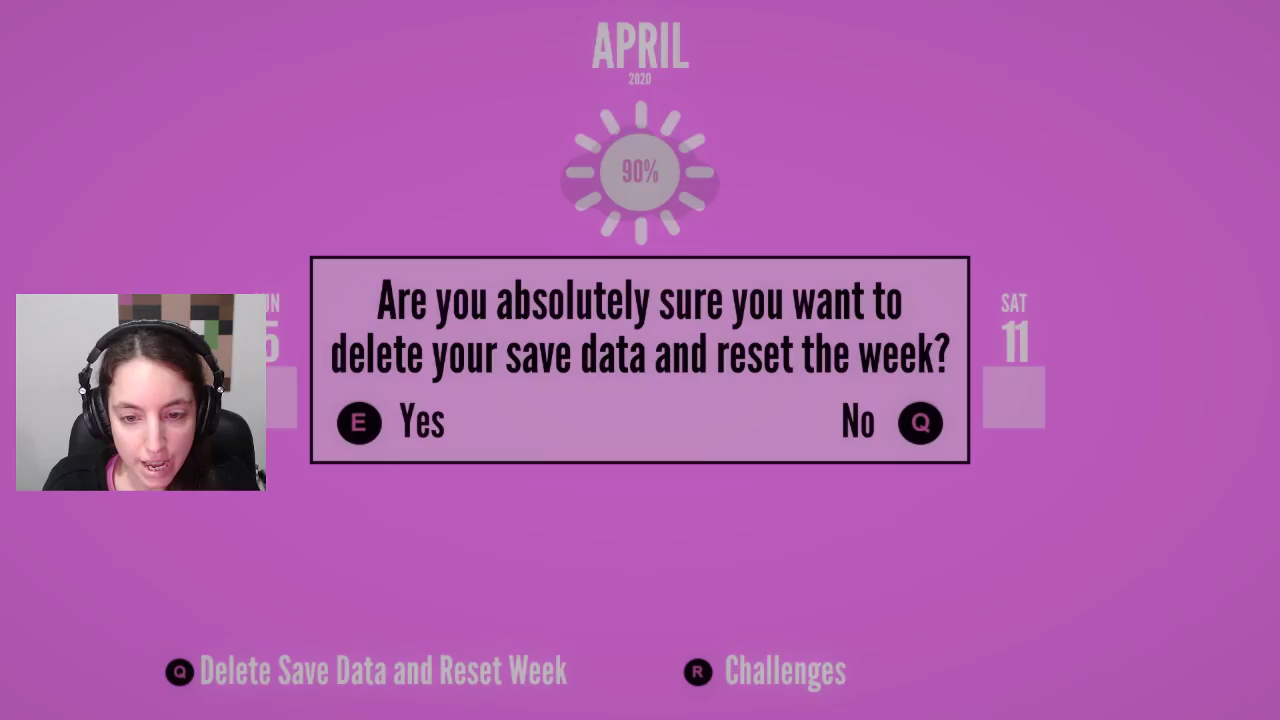 APRIL
2020
90%
SAT
11
Are you absolutely sure you want to
delete your save data and reset the week?
E Yes
No Q
Q Delete Save Data and Reset Week
R Challenges